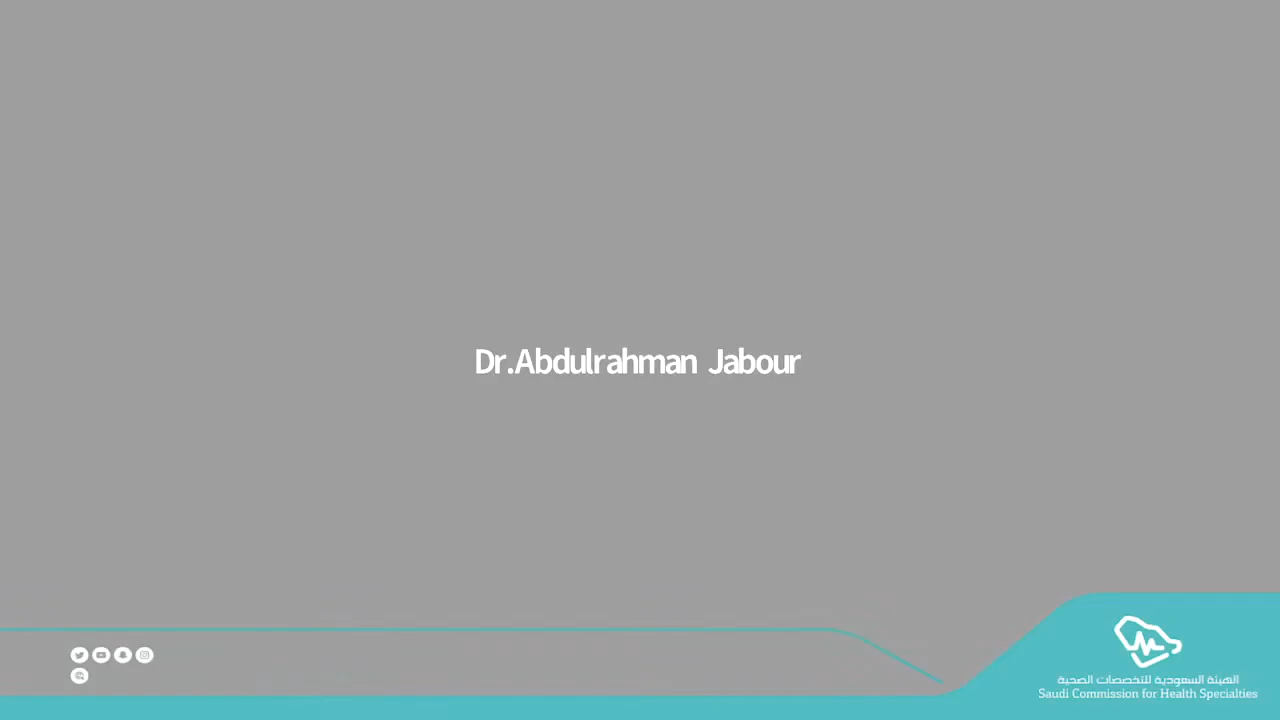 Dr.Abdulrahman Jabour
الهيئة السعودية للتخصصات الصحية
Saudi Commission for Health Specialties